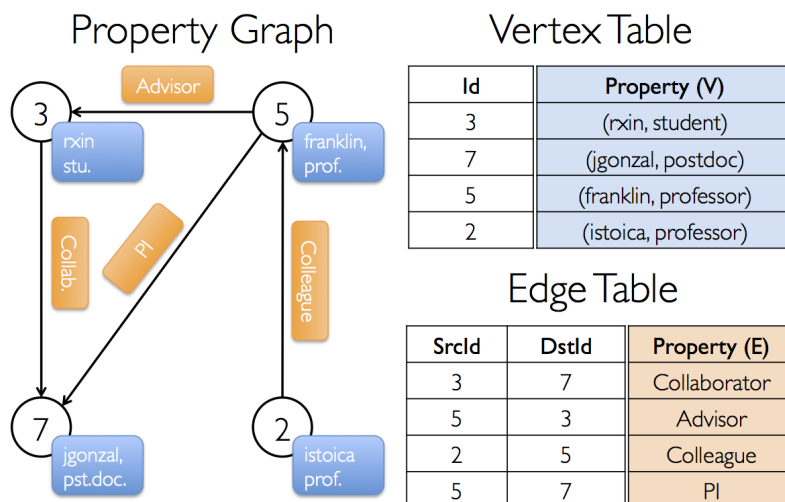 Property Graph
Advisor
3
5
rxin
stu.
franklin,
prof.
Collab.
PI
Colleague
7
2
jgonzal,
pst.doc.
istoica
prof.
Vertex Table
Id Property (V)
3 (rxin, student)
7 (jgonzal, postdoc)
5 (franklin, professor)
2 (istoica, professor)
Edge Table
SrcId DstId Property (E)
3 7 Collaborator
5 3 Advisor
2 5 Colleague
5 7 PI